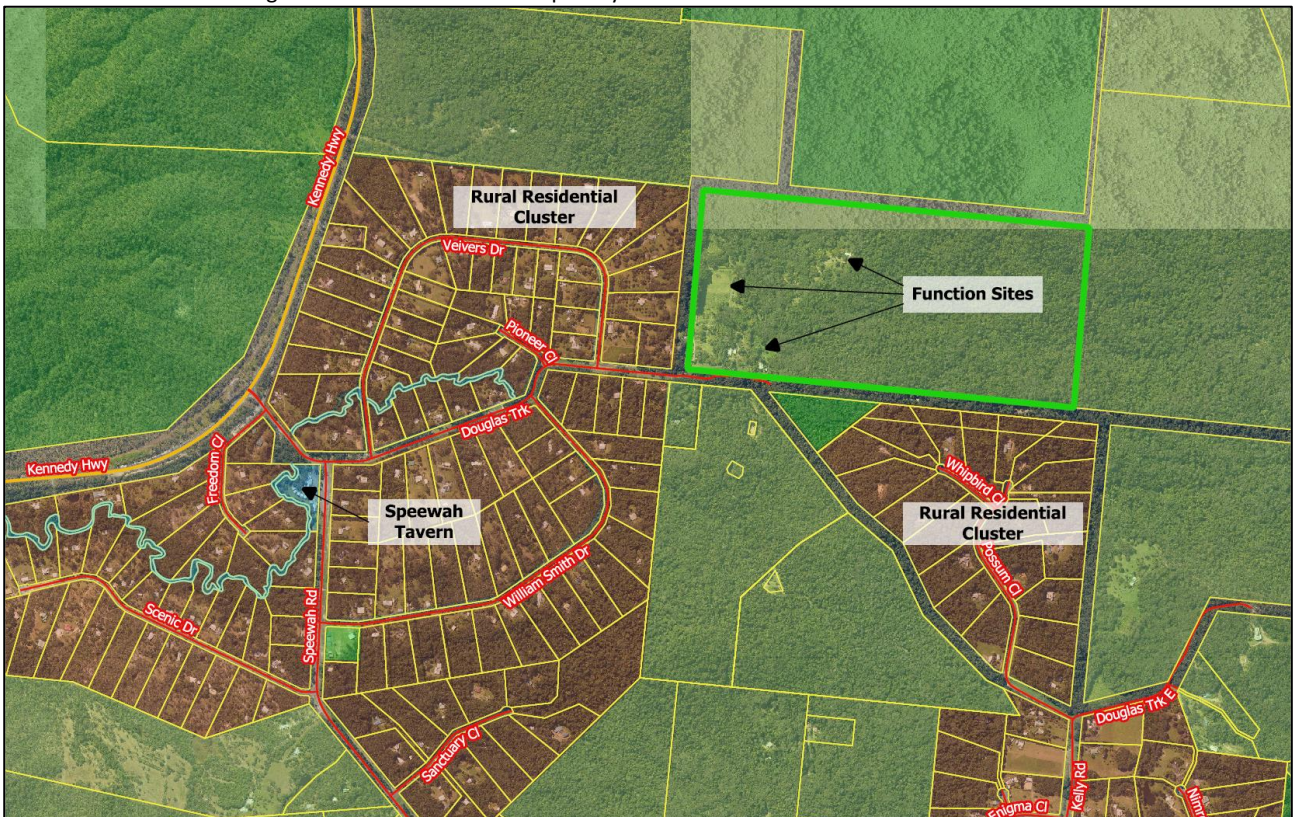 Kennedy Hwy
Rural Residential
Cluster
Veivers Dr
Function Sites
Pioneer Cl
Douglas Trk
Kennedy Hwy
Freedom Cl
Speewah
Tavern
Whipbird Cl
Rural Residential
Cluster
Possum Cl
William Smith Dr
Scenic Dr
Speewah Rd
Sanctuary Cl
Douglas Trk E
Kelly Rd
Enigma Cl